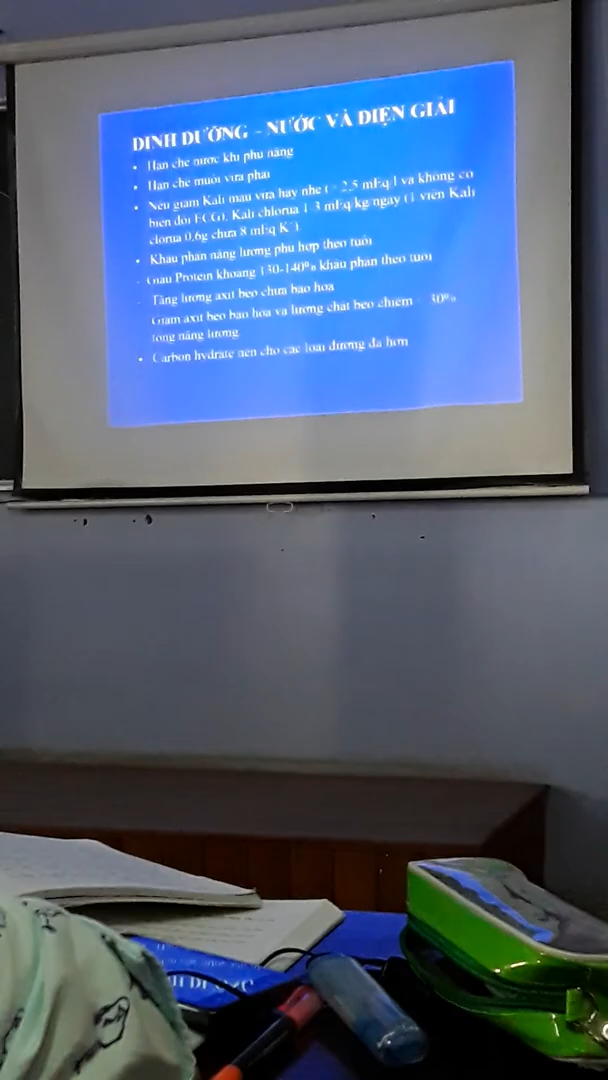 DINH DƯỠNG – NƯỚC VÀ ĐIỆN GIẢI
• Hạn chế nước khi phù nặng
• Hạn chế muối vừa phải
• Nếu giảm Kali máu vừa hay nhẹ ( 2,5 mEq/l và không có
biến đổi ECG), Kali chlorua 1-3 mEq/kg/ngày (1 viên Kali
clorua 0,6g chứa 8 mEq K+)
• Khẩu phần năng lượng phù hợp theo tuổi
- Giàu Protein khoảng 130-140% khẩu phần theo tuổi
- Tăng lượng axit béo chưa bão hòa
Giảm axit béo bão hòa và lượng chất béo chiếm 30%
tổng năng lượng
• Carbon hydrate nên cho các loại đường đa hơn